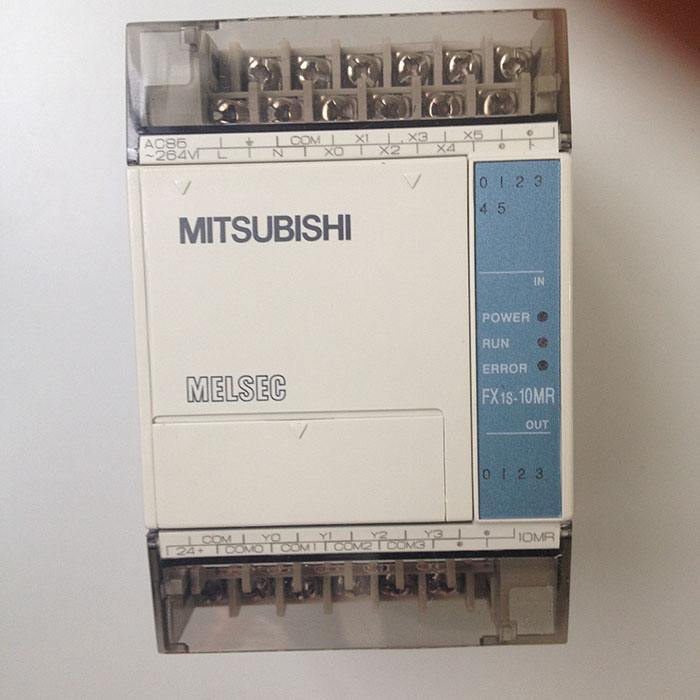 AC85 ⏚ COM X1 X3 X5 •
~264V L N X0 X2 X4 •
0 1 2 3
MITSUBISHI
4 5
IN
POWER
RUN
ERROR
MELSEC
FX1S-10MR
OUT
0 1 2 3
COM Y0 Y1 Y2 Y3 • 10MR
24+ COM0 COM1 COM2 COM3 •